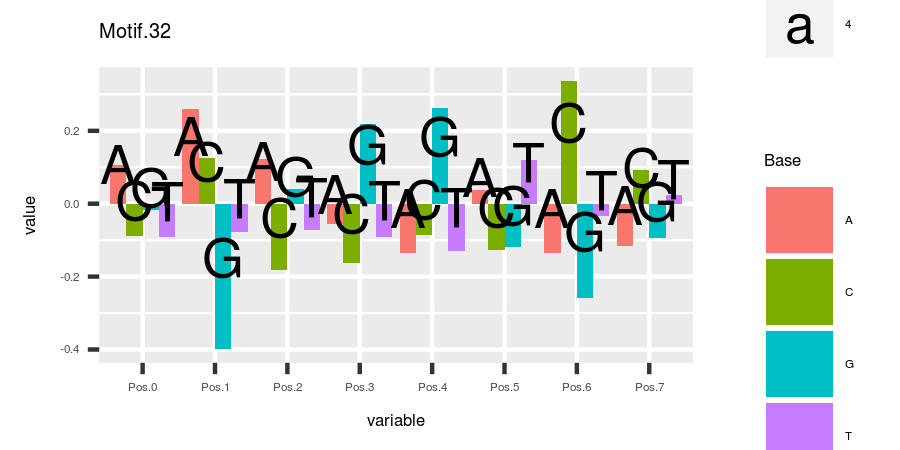 Motif.32
a 4
value
0.2
0.0
-0.2
-0.4
A C G T A C G T A C G T A C G T A C G T A C G T A C G T A C G T
Pos.0 Pos.1 Pos.2 Pos.3 Pos.4 Pos.5 Pos.6 Pos.7
variable
Base
A
C
G
T